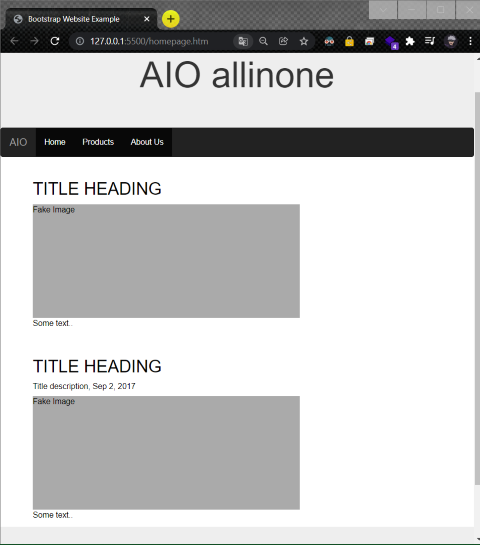 Bootstrap Website Example
127.0.0.1:5500/homepage.htm
4
AIO allinone
AIO Home Products About Us
TITLE HEADING
Fake Image
Some text..
TITLE HEADING
Title description, Sep 2, 2017
Fake Image
Some text..